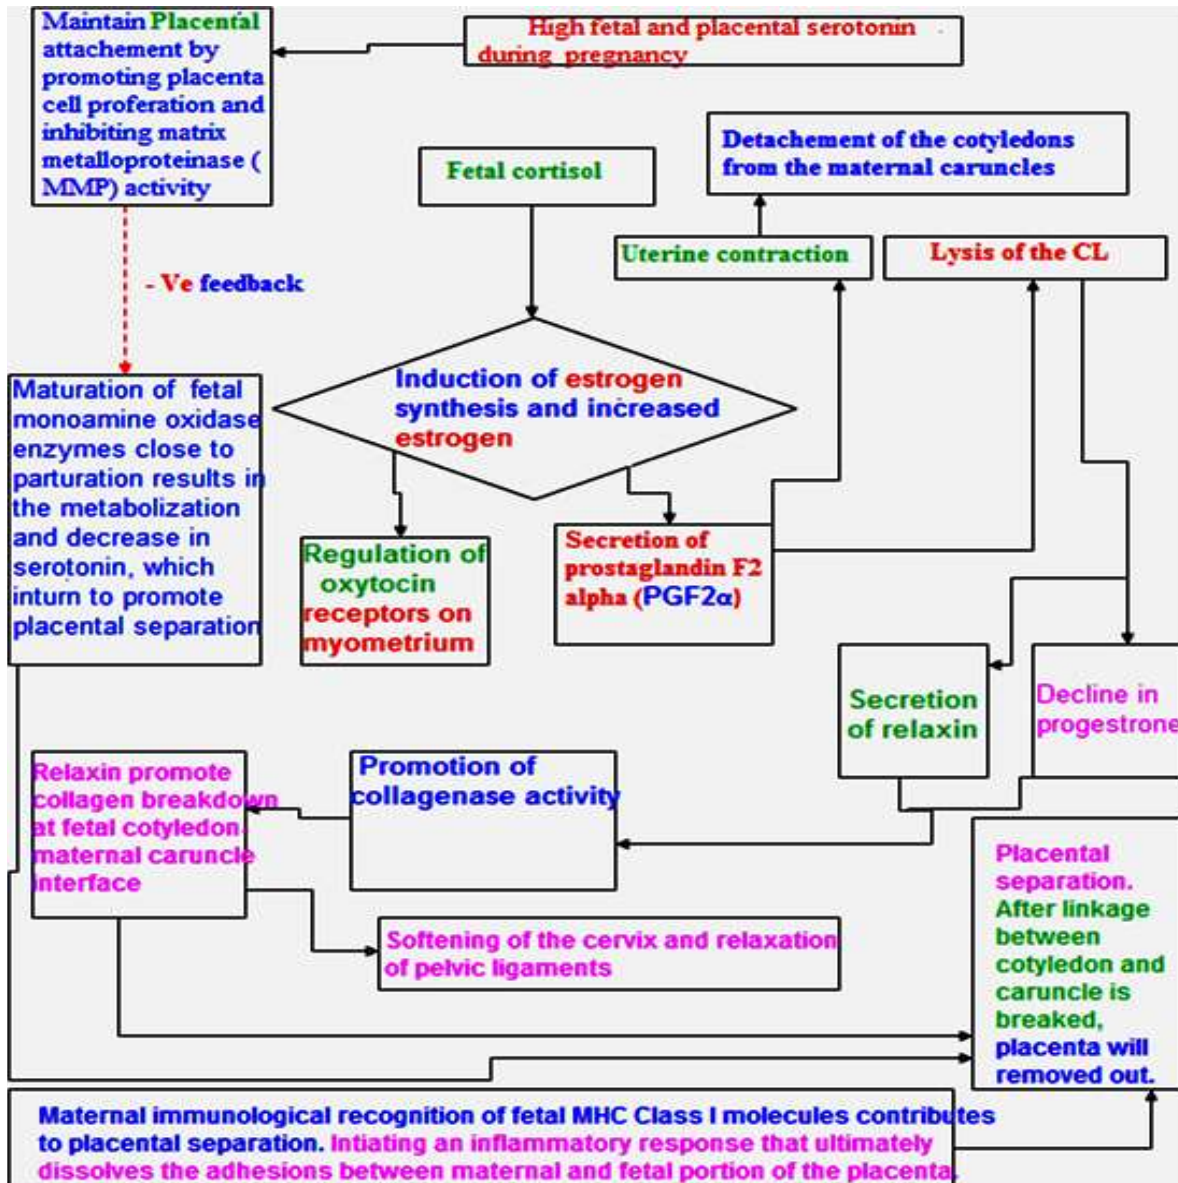 Maintain Placental
attachement by
promoting placenta
cell proferation and
inhibiting matrix
metalloproteinase (
MMP) activity
High fetal and placental serotonin
during pregnancy
Detachement of the cotyledons
from the maternal caruncles
Fetal cortisol
Uterine contraction
Lysis of the CL
- Ve feedback
Induction of estrogen
synthesis and increased
estrogen
Maturation of fetal
monoamine oxidase
enzymes close to
parturation results in
the metabolization
and decrease in
serotonin, which
inturn to promote
placental separation
Regulation of
oxytocin
receptors on
myometrium
Secretion of
prostaglandin F2
alpha (PGF2α)
Secretion
of relaxin
Decline in
progestrone
Relaxin promote
collagen breakdown
at fetal cotyledon-
maternal caruncle
interface
Promotion of
collagenase activity
Softening of the cervix and relaxation
of pelvic ligaments
Placental
separation.
After linkage
between
cotyledon and
caruncle is
breaked,
placenta will
removed out.
Maternal immunological recognition of fetal MHC Class I molecules contributes
to placental separation. Intiating an inflammatory response that ultimately
dissolves the adhesions between maternal and fetal portion of the placenta.